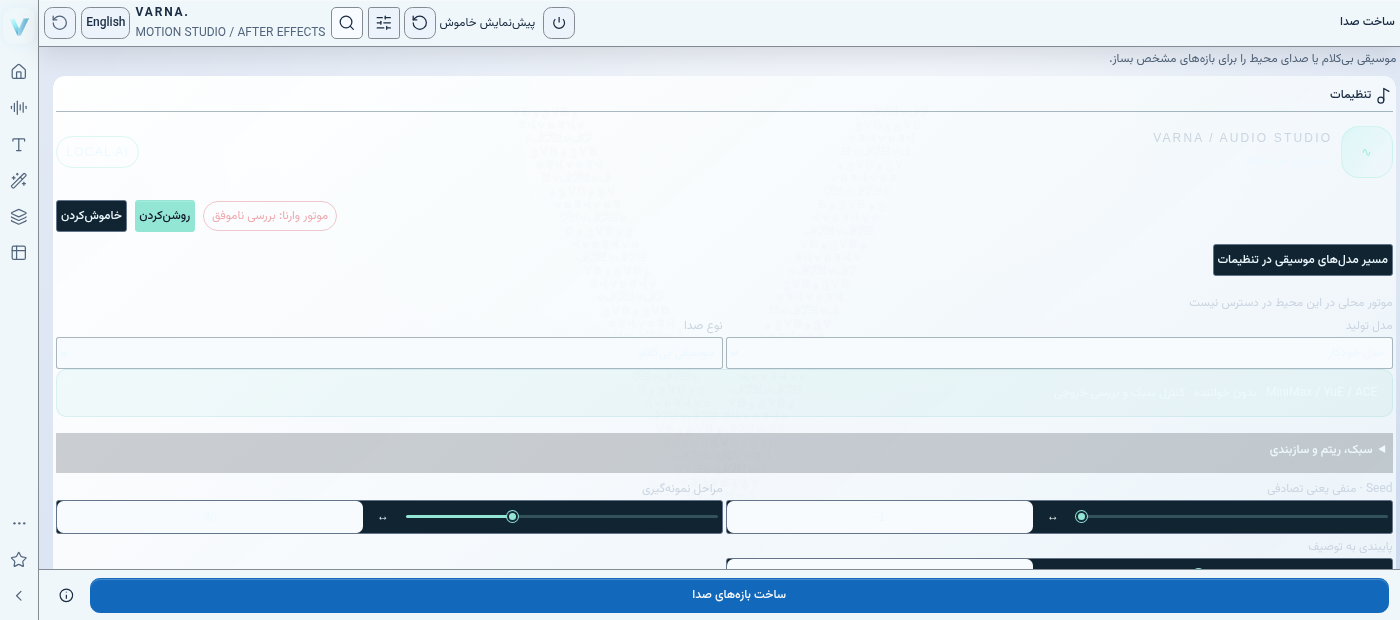 ساخت صدا
پیش‌نمایش خاموش
English
VARNA.
MOTION STUDIO / AFTER EFFECTS
موسیقی بی‌کلام یا صدای محیط را برای بازه‌های مشخص بساز.
تنظیمات
VARNA / AUDIO STUDIO
LOCAL AI
موتور وارنا: بررسی ناموفق
روشن‌کردن
خاموش‌کردن
مسیر مدل‌های موسیقی در تنظیمات
موتور محلی در این محیط در دسترس نیست
مدل تولید
نوع صدا
سبک، ریتم و سازبندی
Seed · منفی یعنی تصادفی
مراحل نمونه‌گیری
پایبندی به توصیف
ساخت بازه‌های صدا